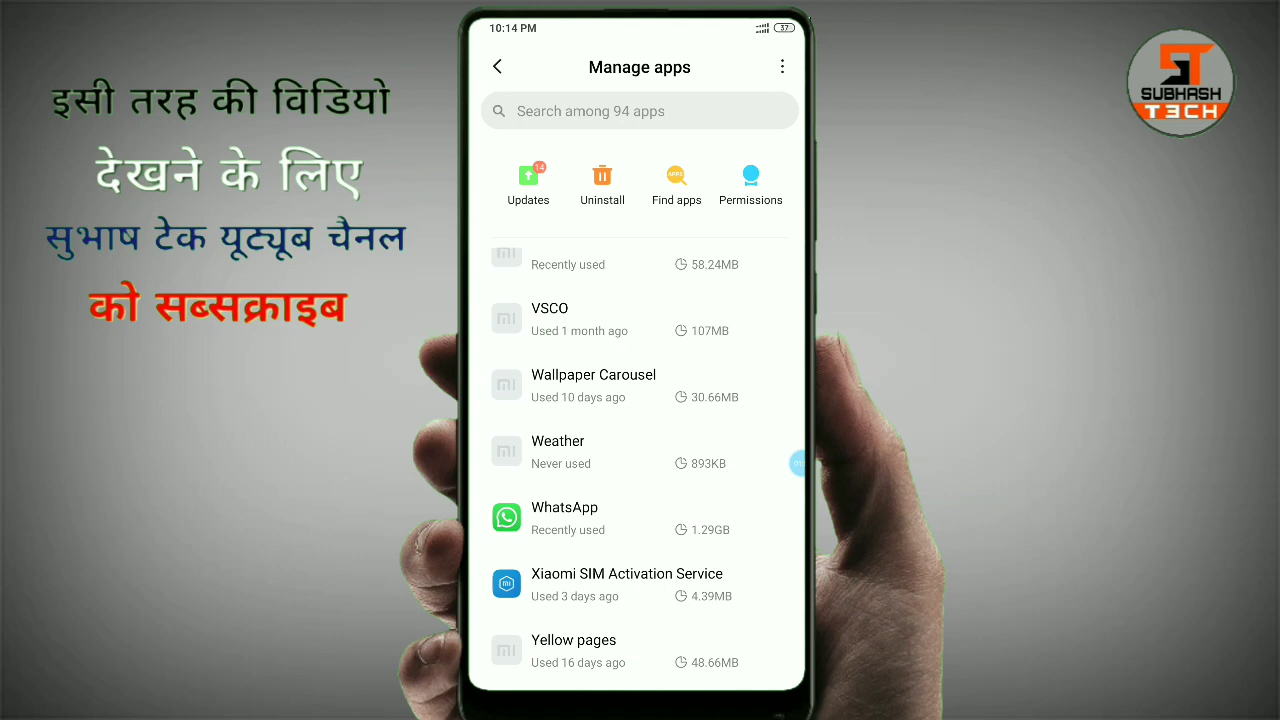 इसी तरह की विडियो
देखने के लिए
सुभाष टेक यूट्यूब चैनल
को सब्सक्राइब
10:14 PM
37
Manage apps
Search among 94 apps
14
APPS
Updates
Uninstall
Find apps
Permissions
Recently used
58.24MB
VSCO
Used 1 month ago
107MB
Wallpaper Carousel
Used 10 days ago
30.66MB
Weather
Never used
893KB
WhatsApp
Recently used
1.29GB
Xiaomi SIM Activation Service
Used 3 days ago
4.39MB
Yellow pages
Used 16 days ago
48.66MB
ST
SUBHASH
T3CH